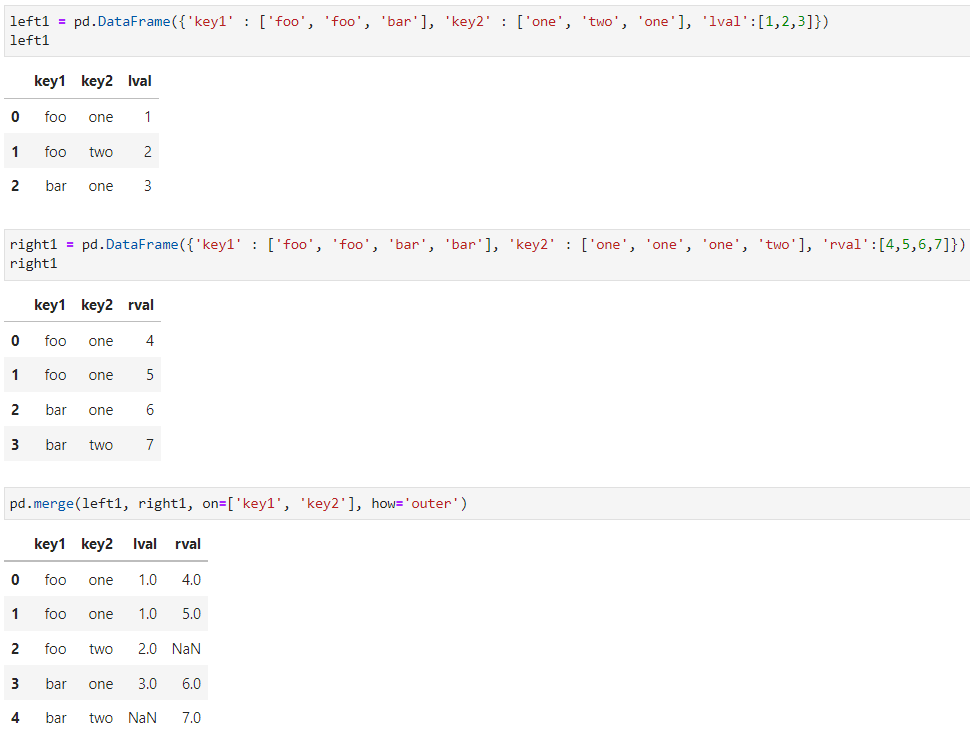 left1 = pd.DataFrame({'key1' : ['foo', 'foo', 'bar'], 'key2' : ['one', 'two', 'one'], 'lval':[1,2,3]})
left1
key1 key2 lval
0 foo one 1
1 foo two 2
2 bar one 3
right1 = pd.DataFrame({'key1' : ['foo', 'foo', 'bar', 'bar'], 'key2' : ['one', 'one', 'one', 'two'], 'rval':[4,5,6,7]})
right1
key1 key2 rval
0 foo one 4
1 foo one 5
2 bar one 6
3 bar two 7
pd.merge(left1, right1, on=['key1', 'key2'], how='outer')
key1 key2 lval rval
0 foo one 1.0 4.0
1 foo one 1.0 5.0
2 foo two 2.0 NaN
3 bar one 3.0 6.0
4 bar two NaN 7.0